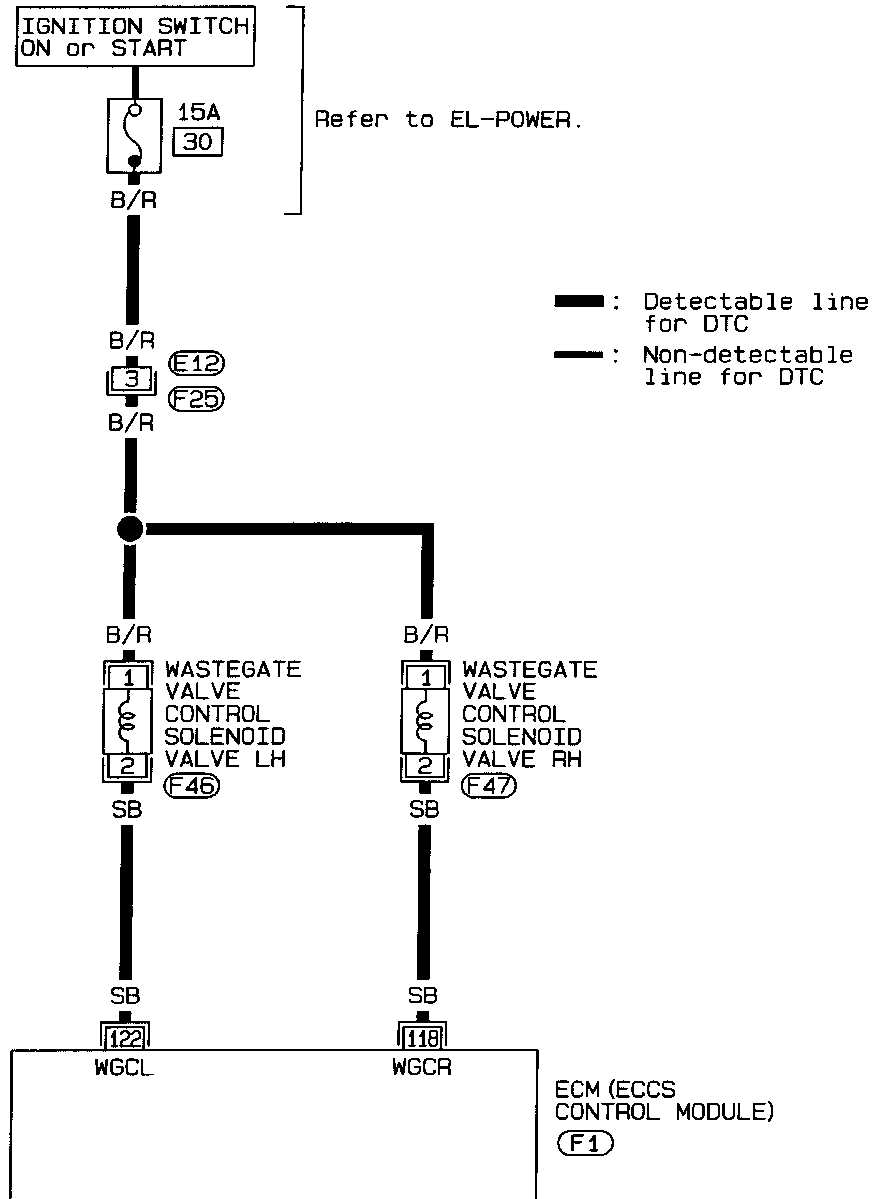 IGNITION SWITCH
ON or START
15A
30
Refer to EL-POWER.
B/R
Detectable line
for DTC
Non-detectable
line for DTC
B/R
E12
3
F25
B/R
B/R
B/R
1
WASTEGATE
VALVE
CONTROL
SOLENOID
VALVE LH
2
F46
1
WASTEGATE
VALVE
CONTROL
SOLENOID
VALVE RH
2
F47
SB
SB
SB
SB
122
118
WGCL
WGCR
ECM (ECCS
CONTROL MODULE)
F1